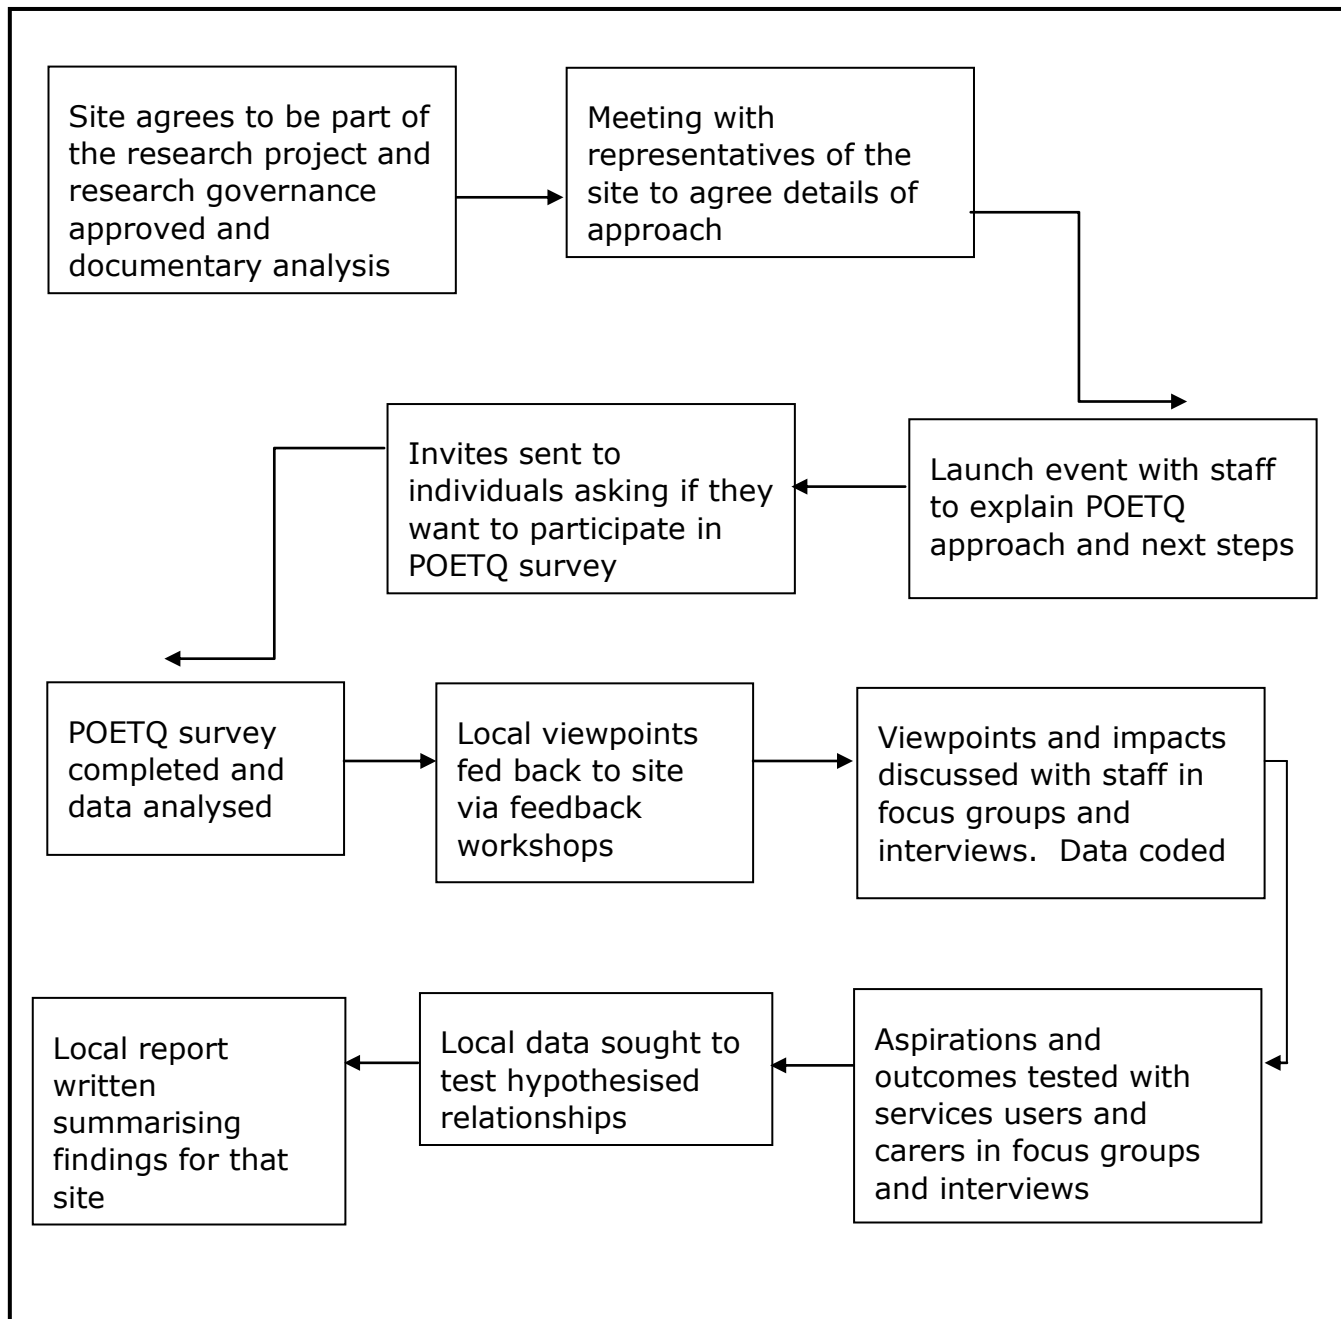 Site agrees to be part of
the research project and
research governance
approved and
documentary analysis
Meeting with
representatives of the
site to agree details of
approach
Launch event with staff
to explain POETQ
approach and next steps
Invites sent to
individuals asking if they
want to participate in
POETQ survey
POETQ survey
completed and
data analysed
Local viewpoints
fed back to site
via feedback
workshops
Viewpoints and impacts
discussed with staff in
focus groups and
interviews.  Data coded
Aspirations and
outcomes tested with
services users and
carers in focus groups
and interviews
Local data sought to
test hypothesised
relationships
Local report
written
summarising
findings for that
site